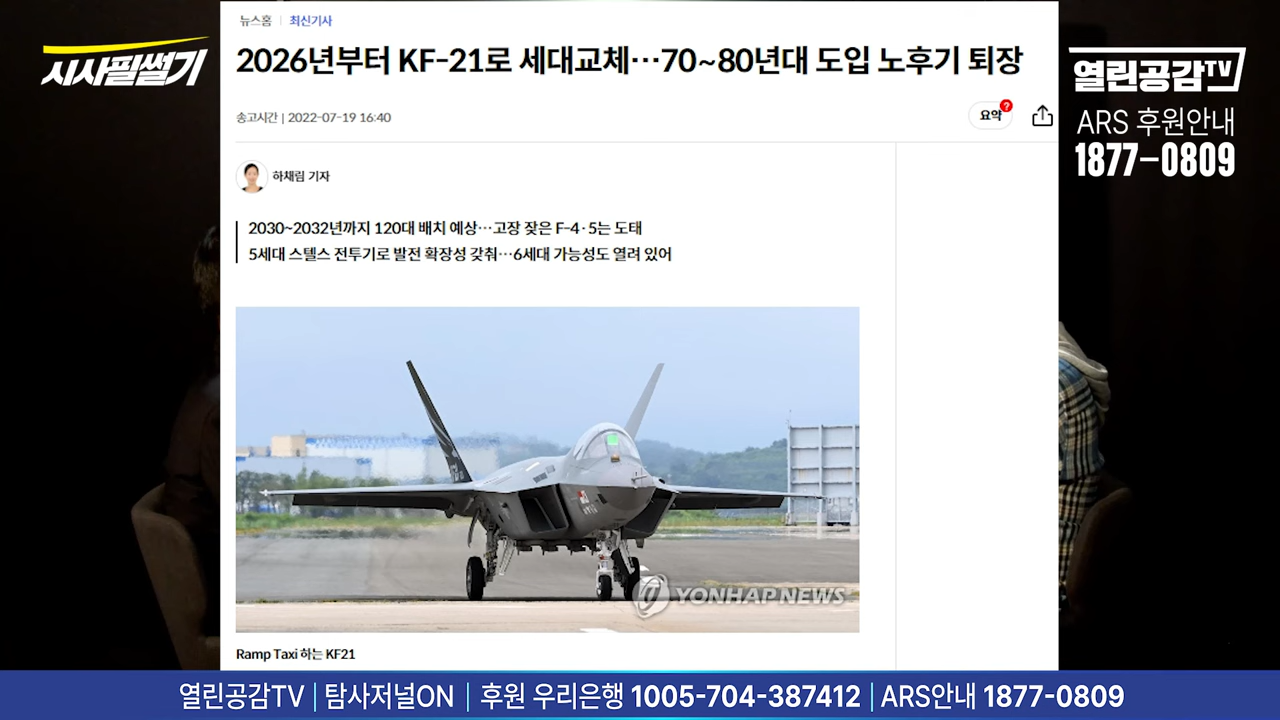 시사필썰기
뉴스홈 | 최신기사
2026년부터 KF-21로 세대교체…70~80년대 도입 노후기 퇴장
송고시간 | 2022-07-19 16:40
요약
?
하채림 기자
2030~2032년까지 120대 배치 예상…고장 잦은 F-4·5는 도태
5세대 스텔스 전투기로 발전 확장성 갖춰…6세대 가능성도 열려 있어
YONHAP NEWS
Ramp Taxi 하는 KF21
열린공감TV
ARS 후원안내
1877-0809
열린공감TV | 탐사저널ON | 후원 우리은행 1005-704-387412 | ARS안내 1877-0809